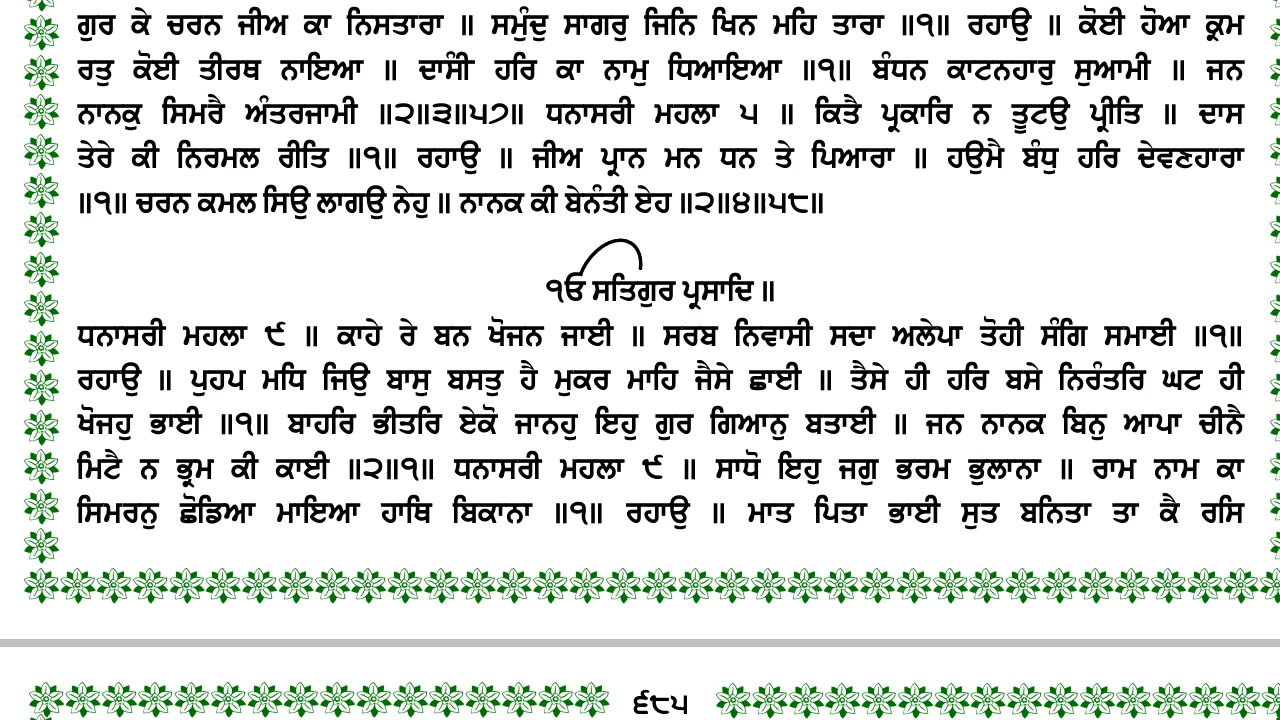 ਗੁਰ ਕੇ ਚਰਨ ਜੀਅ ਕਾ ਨਿਸਤਾਰਾ ॥ ਸਮੁੰਦੁ ਸਾਗਰੁ ਜਿਨਿ ਖਿਨ ਮਹਿ ਤਾਰਾ ॥੧॥ ਰਹਾਉ ॥ ਕੋਈ ਹੋਆ ਕ੍ਰਮ
ਰਤੁ ਕੋਈ ਤੀਰਥ ਨਾਇਆ ॥ ਦਾਸੀਂ ਹਰਿ ਕਾ ਨਾਮੁ ਧਿਆਇਆ ॥੧॥ ਬੰਧਨ ਕਾਟਨਹਾਰੁ ਸੁਆਮੀ ॥ ਜਨ
ਨਾਨਕੁ ਸਿਮਰੈ ਅੰਤਰਜਾਮੀ ॥੨॥੩॥੫੭॥ ਧਨਾਸਰੀ ਮਹਲਾ ੫ ॥ ਕਿਤੈ ਪ੍ਰਕਾਰਿ ਨ ਤੂਟਉ ਪ੍ਰੀਤਿ ॥ ਦਾਸ
ਤੇਰੇ ਕੀ ਨਿਰਮਲ ਰੀਤਿ ॥੧॥ ਰਹਾਉ ॥ ਜੀਅ ਪ੍ਰਾਨ ਮਨ ਧਨ ਤੇ ਪਿਆਰਾ ॥ ਹਉਮੈ ਬੰਧੁ ਹਰਿ ਦੇਵਣਹਾਰਾ
॥੧॥ ਚਰਨ ਕਮਲ ਸਿਉ ਲਾਗਉ ਨੇਹੁ ॥ ਨਾਨਕ ਕੀ ਬੇਨੰਤੀ ਏਹ ॥੨॥੪॥੫੮॥
ੴ ਸਤਿਗੁਰ ਪ੍ਰਸਾਦਿ ॥
ਧਨਾਸਰੀ ਮਹਲਾ ੯ ॥ ਕਾਹੇ ਰੇ ਬਨ ਖੋਜਨ ਜਾਈ ॥ ਸਰਬ ਨਿਵਾਸੀ ਸਦਾ ਅਲੇਪਾ ਤੋਹੀ ਸੰਗਿ ਸਮਾਈ ॥੧॥
ਰਹਾਉ ॥ ਪੁਹਪ ਮਧਿ ਜਿਉ ਬਾਸੁ ਬਸਤੁ ਹੈ ਮੁਕਰ ਮਾਹਿ ਜੈਸੇ ਛਾਈ ॥ ਤੈਸੇ ਹੀ ਹਰਿ ਬਸੇ ਨਿਰੰਤਰਿ ਘਟ ਹੀ
ਖੋਜਹੁ ਭਾਈ ॥੧॥ ਬਾਹਰਿ ਭੀਤਰਿ ਏਕੋ ਜਾਨਹੁ ਇਹੁ ਗੁਰ ਗਿਆਨੁ ਬਤਾਈ ॥ ਜਨ ਨਾਨਕ ਬਿਨੁ ਆਪਾ ਚੀਨੈ
ਮਿਟੈ ਨ ਭ੍ਰਮ ਕੀ ਕਾਈ ॥੨॥੧॥ ਧਨਾਸਰੀ ਮਹਲਾ ੯ ॥ ਸਾਧੋ ਇਹੁ ਜਗੁ ਭਰਮ ਭੁਲਾਨਾ ॥ ਰਾਮ ਨਾਮ ਕਾ
ਸਿਮਰਨੁ ਛੋਡਿਆ ਮਾਇਆ ਹਾਥਿ ਬਿਕਾਨਾ ॥੧॥ ਰਹਾਉ ॥ ਮਾਤ ਪਿਤਾ ਭਾਈ ਸੁਤ ਬਨਿਤਾ ਤਾ ਕੈ ਰਸਿ
੬੮੫